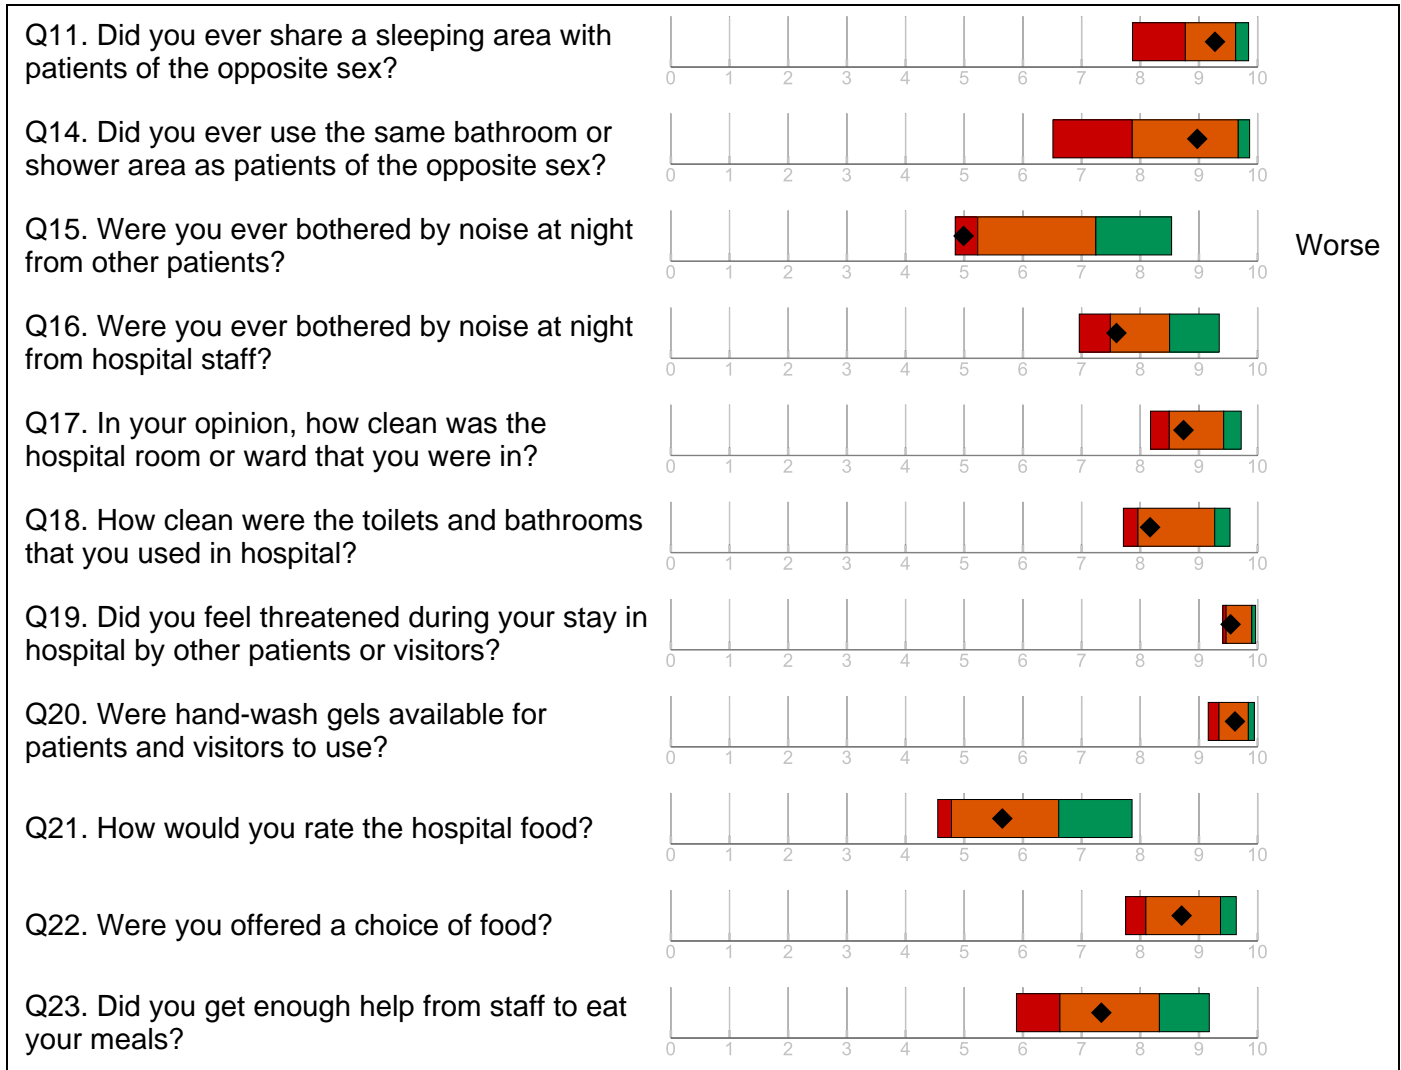 Q11. Did you ever share a sleeping area with
patients of the opposite sex?
0 1 2 3 4 5 6 7 8 9 10
Q14. Did you ever use the same bathroom or
shower area as patients of the opposite sex?
0 1 2 3 4 5 6 7 8 9 10
Q15. Were you ever bothered by noise at night
from other patients?
Worse
0 1 2 3 4 5 6 7 8 9 10
Q16. Were you ever bothered by noise at night
from hospital staff?
0 1 2 3 4 5 6 7 8 9 10
Q17. In your opinion, how clean was the
hospital room or ward that you were in?
0 1 2 3 4 5 6 7 8 9 10
Q18. How clean were the toilets and bathrooms
that you used in hospital?
0 1 2 3 4 5 6 7 8 9 10
Q19. Did you feel threatened during your stay in
hospital by other patients or visitors?
0 1 2 3 4 5 6 7 8 9 10
Q20. Were hand-wash gels available for
patients and visitors to use?
0 1 2 3 4 5 6 7 8 9 10
Q21. How would you rate the hospital food?
0 1 2 3 4 5 6 7 8 9 10
Q22. Were you offered a choice of food?
0 1 2 3 4 5 6 7 8 9 10
Q23. Did you get enough help from staff to eat
your meals?
0 1 2 3 4 5 6 7 8 9 10